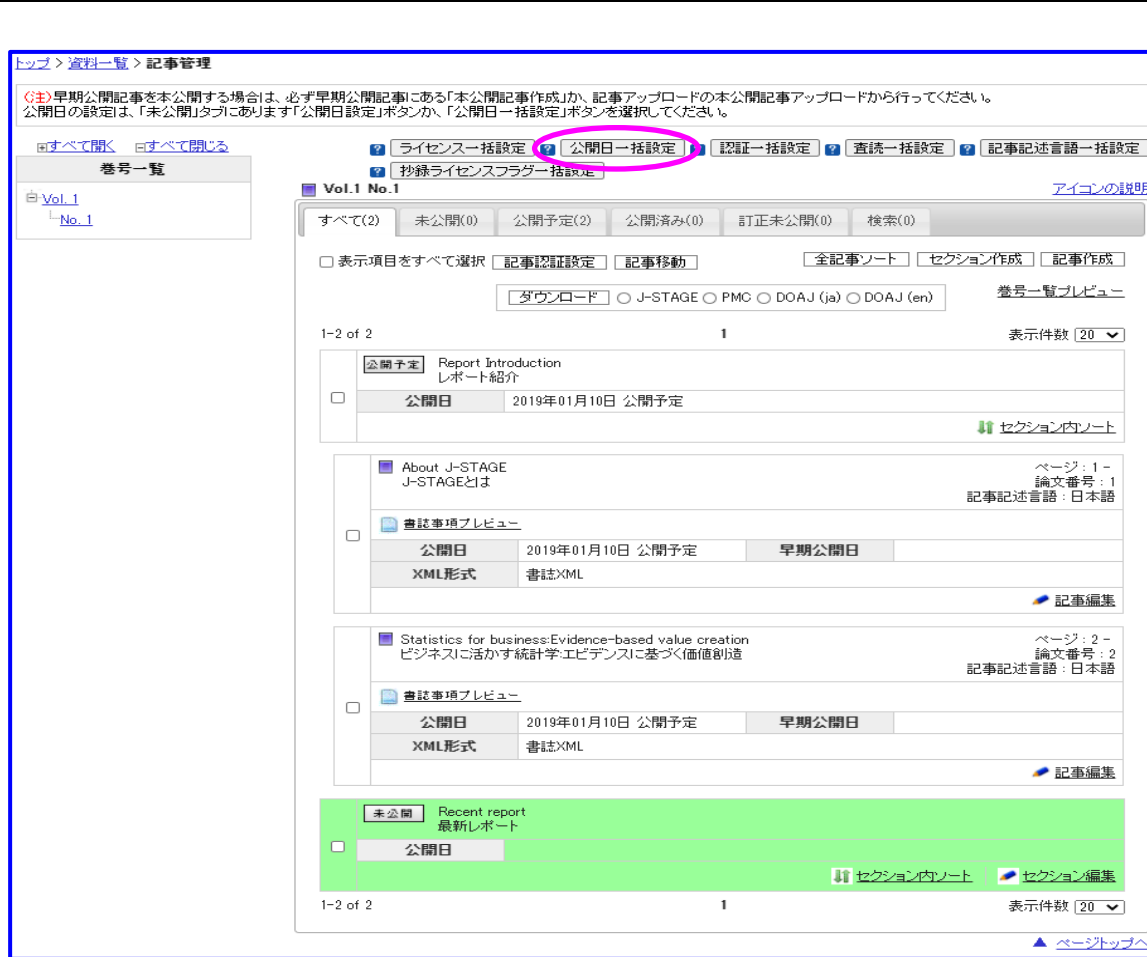 トップ > 資料一覧 > 記事管理
(注)早期公開記事を本公開する場合は、必ず早期公開記事にある「本公開記事作成」か、記事アップロードの本公開記事アップロードから行ってください。
公開日の設定は、「未公開」タブにあります「公開日設定」ボタンか、「公開日一括設定」ボタンを選択してください。
すべて開く すべて閉じる
巻号一覧
Vol. 1
No. 1
? ライセンス一括設定 ? 公開日一括設定 ? 認証一括設定 ? 査読一括設定 ? 記事記述言語一括設定
? 抄録ライセンスフラグ一括設定
Vol.1 No.1 アイコンの説明
すべて(2) 未公開(0) 公開予定(2) 公開済み(0) 訂正未公開(0) 検索(0)
表示項目をすべて選択 記事認証設定 記事移動 全記事ソート セクション作成 記事作成
ダウンロード J-STAGE PMC DOAJ (ja) DOAJ (en) 巻号一覧プレビュー
1-2 of 2 1 表示件数 20
公開予定 Report Introduction
レポート紹介
公開日 2019年01月10日 公開予定
セクション内ソート
About J-STAGE ページ : 1 -
J-STAGEとは 論文番号 : 1
記事記述言語 : 日本語
書誌事項プレビュー
公開日 2019年01月10日 公開予定 早期公開日
XML形式 書誌XML
記事編集
Statistics for business:Evidence-based value creation ページ : 2 -
ビジネスに活かす統計学:エビデンスに基づく価値創造 論文番号 : 2
記事記述言語 : 日本語
書誌事項プレビュー
公開日 2019年01月10日 公開予定 早期公開日
XML形式 書誌XML
記事編集
未公開 Recent report
最新レポート
公開日
セクション内ソート セクション編集
1-2 of 2 1 表示件数 20
▲ ページトップへ